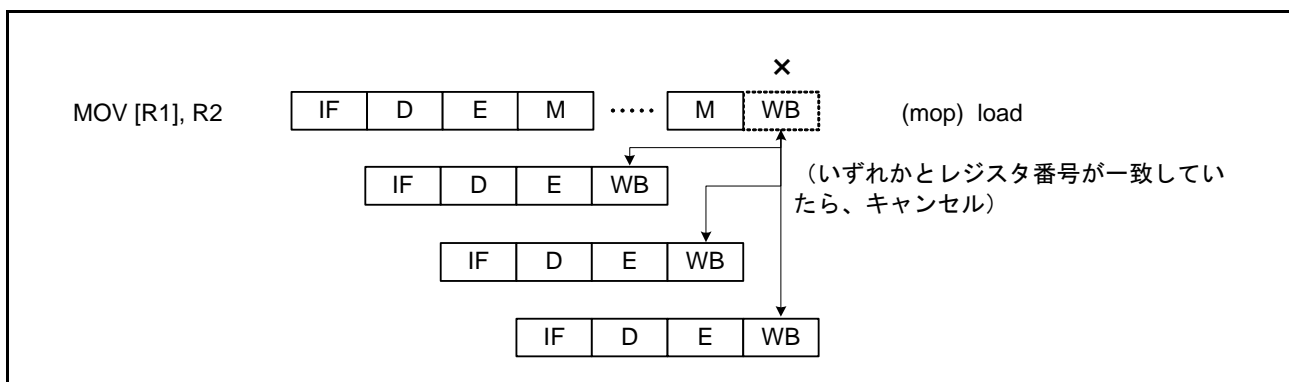 ×
MOV [R1], R2 IF D E M ····· M WB (mop) load
IF D E WB
（いずれかとレジスタ番号が一致してい
たら、キャンセル）
IF D E WB
IF D E WB